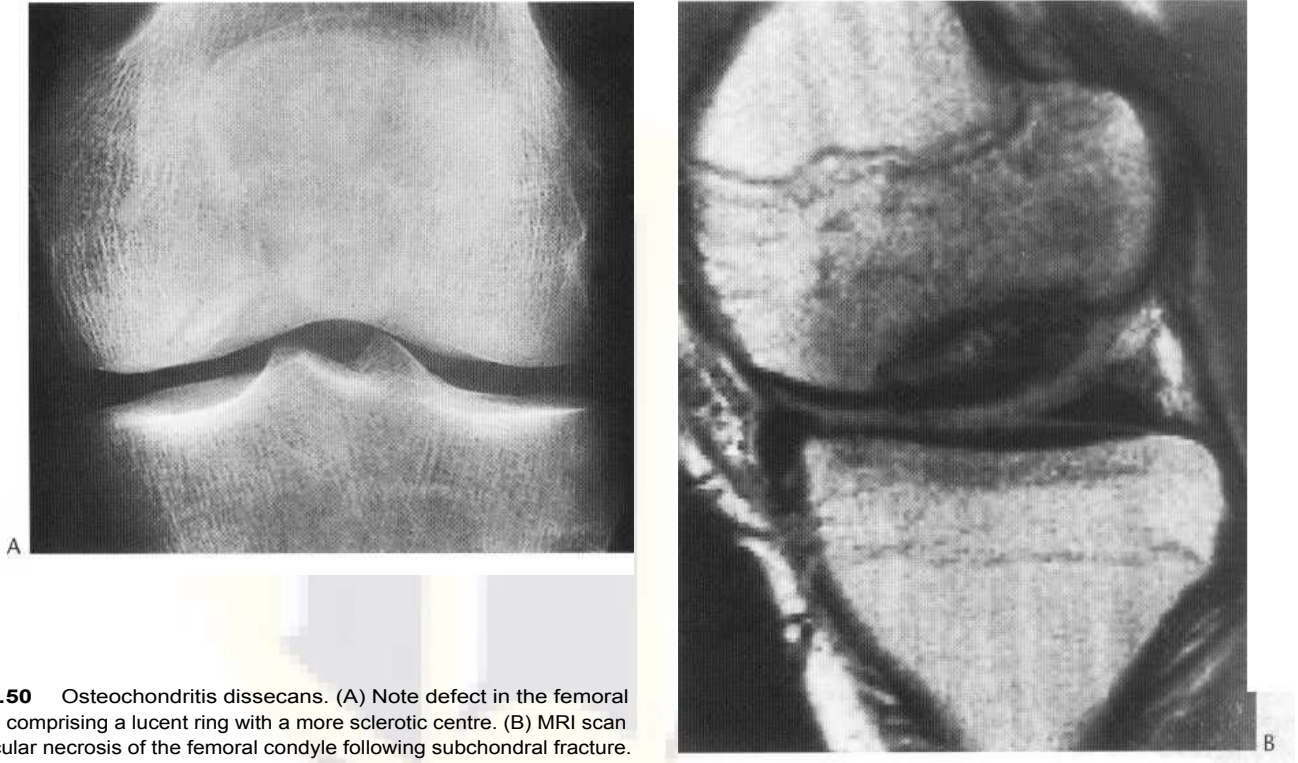 A
B
.50 Osteochondritis dissecans. (A) Note defect in the femoral
comprising a lucent ring with a more sclerotic centre. (B) MRI scan
cular necrosis of the femoral condyle following subchondral fracture.